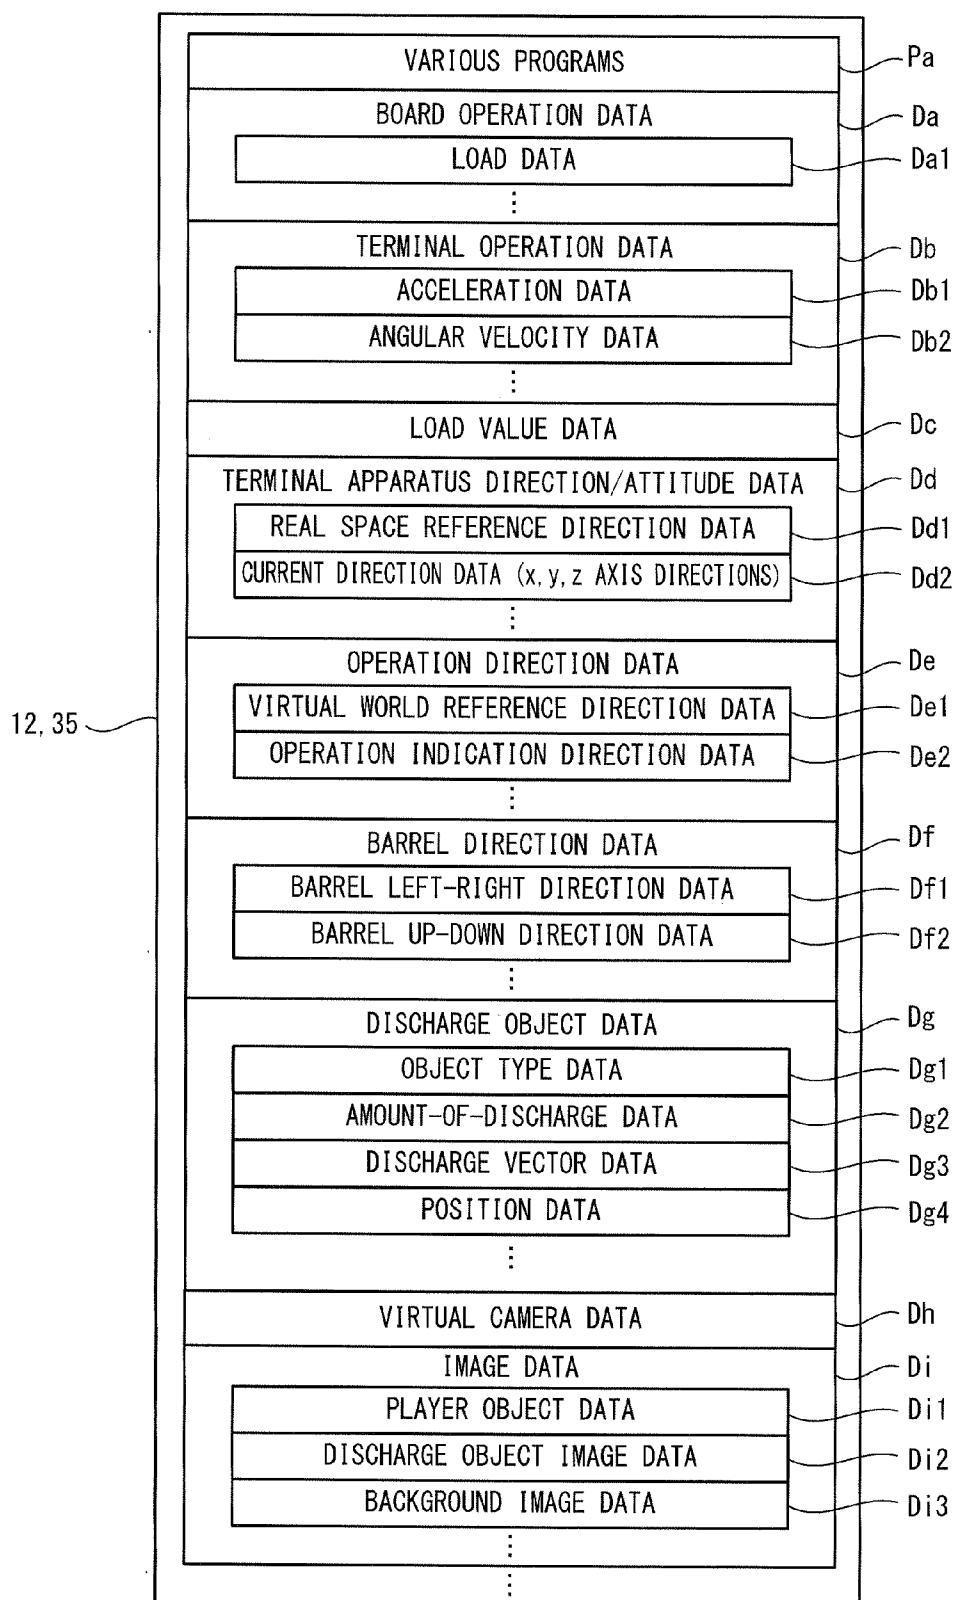 VARIOUS PROGRAMS Pa
BOARD OPERATION DATA Da
LOAD DATA Da1
TERMINAL OPERATION DATA Db
ACCELERATION DATA Db1
ANGULAR VELOCITY DATA Db2
LOAD VALUE DATA Dc
TERMINAL APPARATUS DIRECTION/ATTITUDE DATA Dd
REAL SPACE REFERENCE DIRECTION DATA Dd1
CURRENT DIRECTION DATA (x, y, z AXIS DIRECTIONS) Dd2
OPERATION DIRECTION DATA De
12, 35
VIRTUAL WORLD REFERENCE DIRECTION DATA De1
OPERATION INDICATION DIRECTION DATA De2
BARREL DIRECTION DATA Df
BARREL LEFT-RIGHT DIRECTION DATA Df1
BARREL UP-DOWN DIRECTION DATA Df2
DISCHARGE OBJECT DATA Dg
OBJECT TYPE DATA Dg1
AMOUNT-OF-DISCHARGE DATA Dg2
DISCHARGE VECTOR DATA Dg3
POSITION DATA Dg4
VIRTUAL CAMERA DATA Dh
IMAGE DATA Di
PLAYER OBJECT DATA Di1
DISCHARGE OBJECT IMAGE DATA Di2
BACKGROUND IMAGE DATA Di3